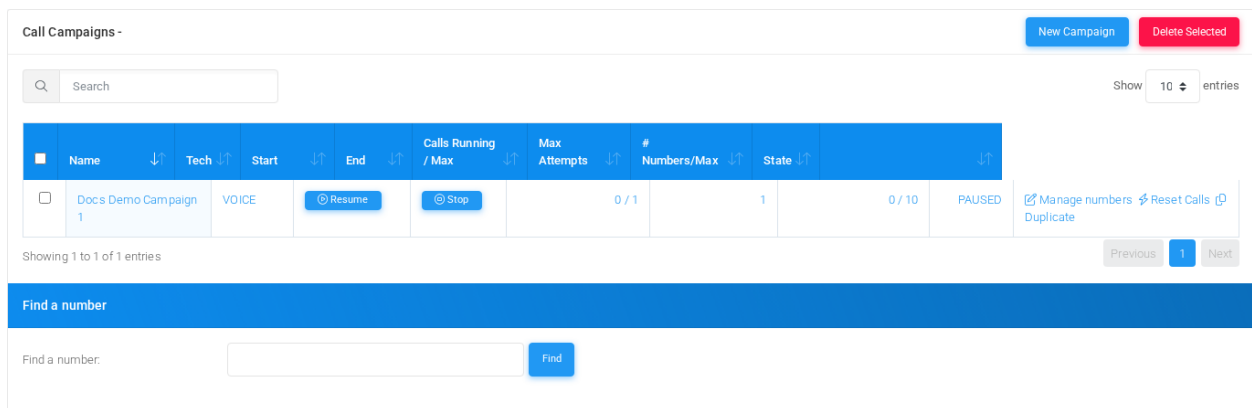 Call Campaigns -
New Campaign
Delete Selected
Search
Show 10 entries
Name
Tech
Start
End
Calls Running
/ Max
Max
Attempts
#
Numbers/Max
State
Docs Demo Campaign
1
VOICE
Resume
Stop
0 / 1
1
0 / 10
PAUSED
Manage numbers Reset Calls
Duplicate
Showing 1 to 1 of 1 entries
Previous 1 Next
Find a number
Find a number:
Find